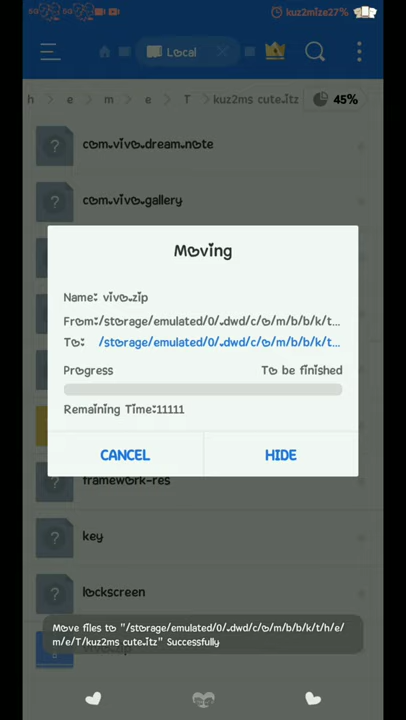 5G 5G kuz2mize27%
Local
h > e > m > e > T > kuz2ms cute.itz 45%
com.vivo.dream.note
com.vivo.gallery
Moving
Name: vivo.zip
From:/storage/emulated/0/.dwd/c/o/m/b/b/k/t...
To: /storage/emulated/0/.dwd/c/o/m/b/b/k/t...
Progress To be finished
Remaining Time:11111
CANCEL HIDE
framework-res
key
lockscreen
Move files to "/storage/emulated/0/.dwd/c/o/m/b/b/k/t/h/e/
m/e/T/kuz2ms cute.itz" Successfully